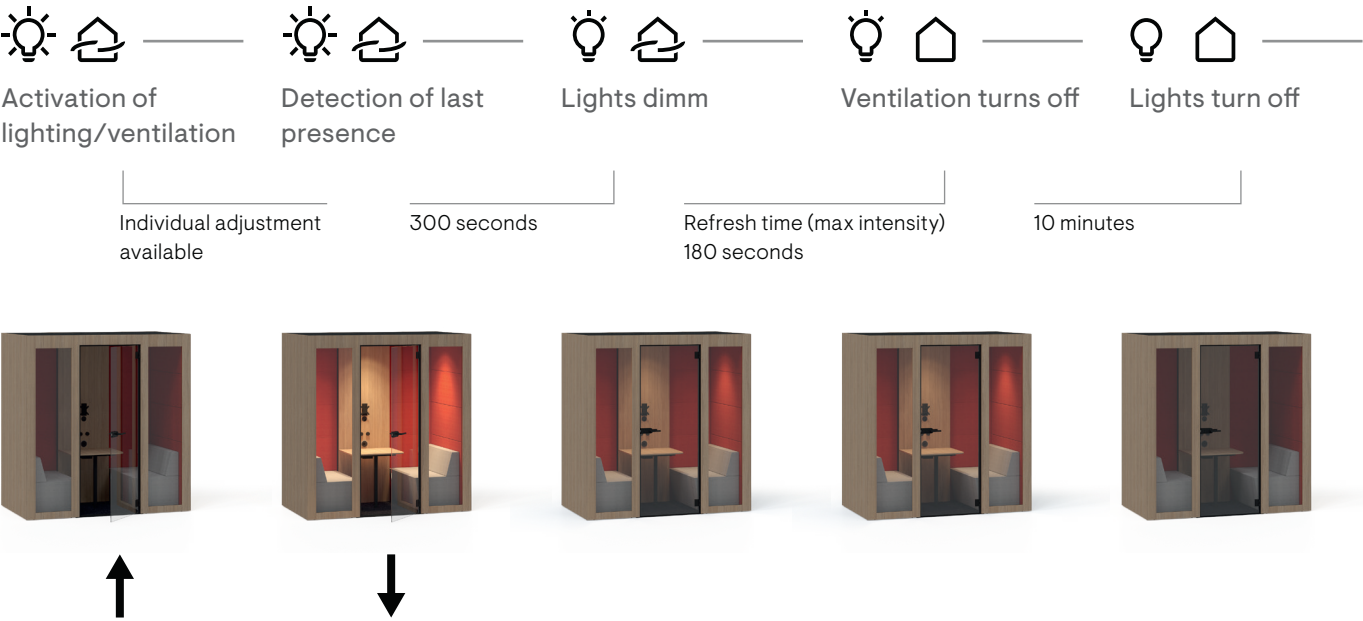 Activation of
lighting/ventilation
Detection of last
presence
Lights dimm
Ventilation turns off
Lights turn off
Individual adjustment
available
300 seconds
Refresh time (max intensity)
180 seconds
10 minutes